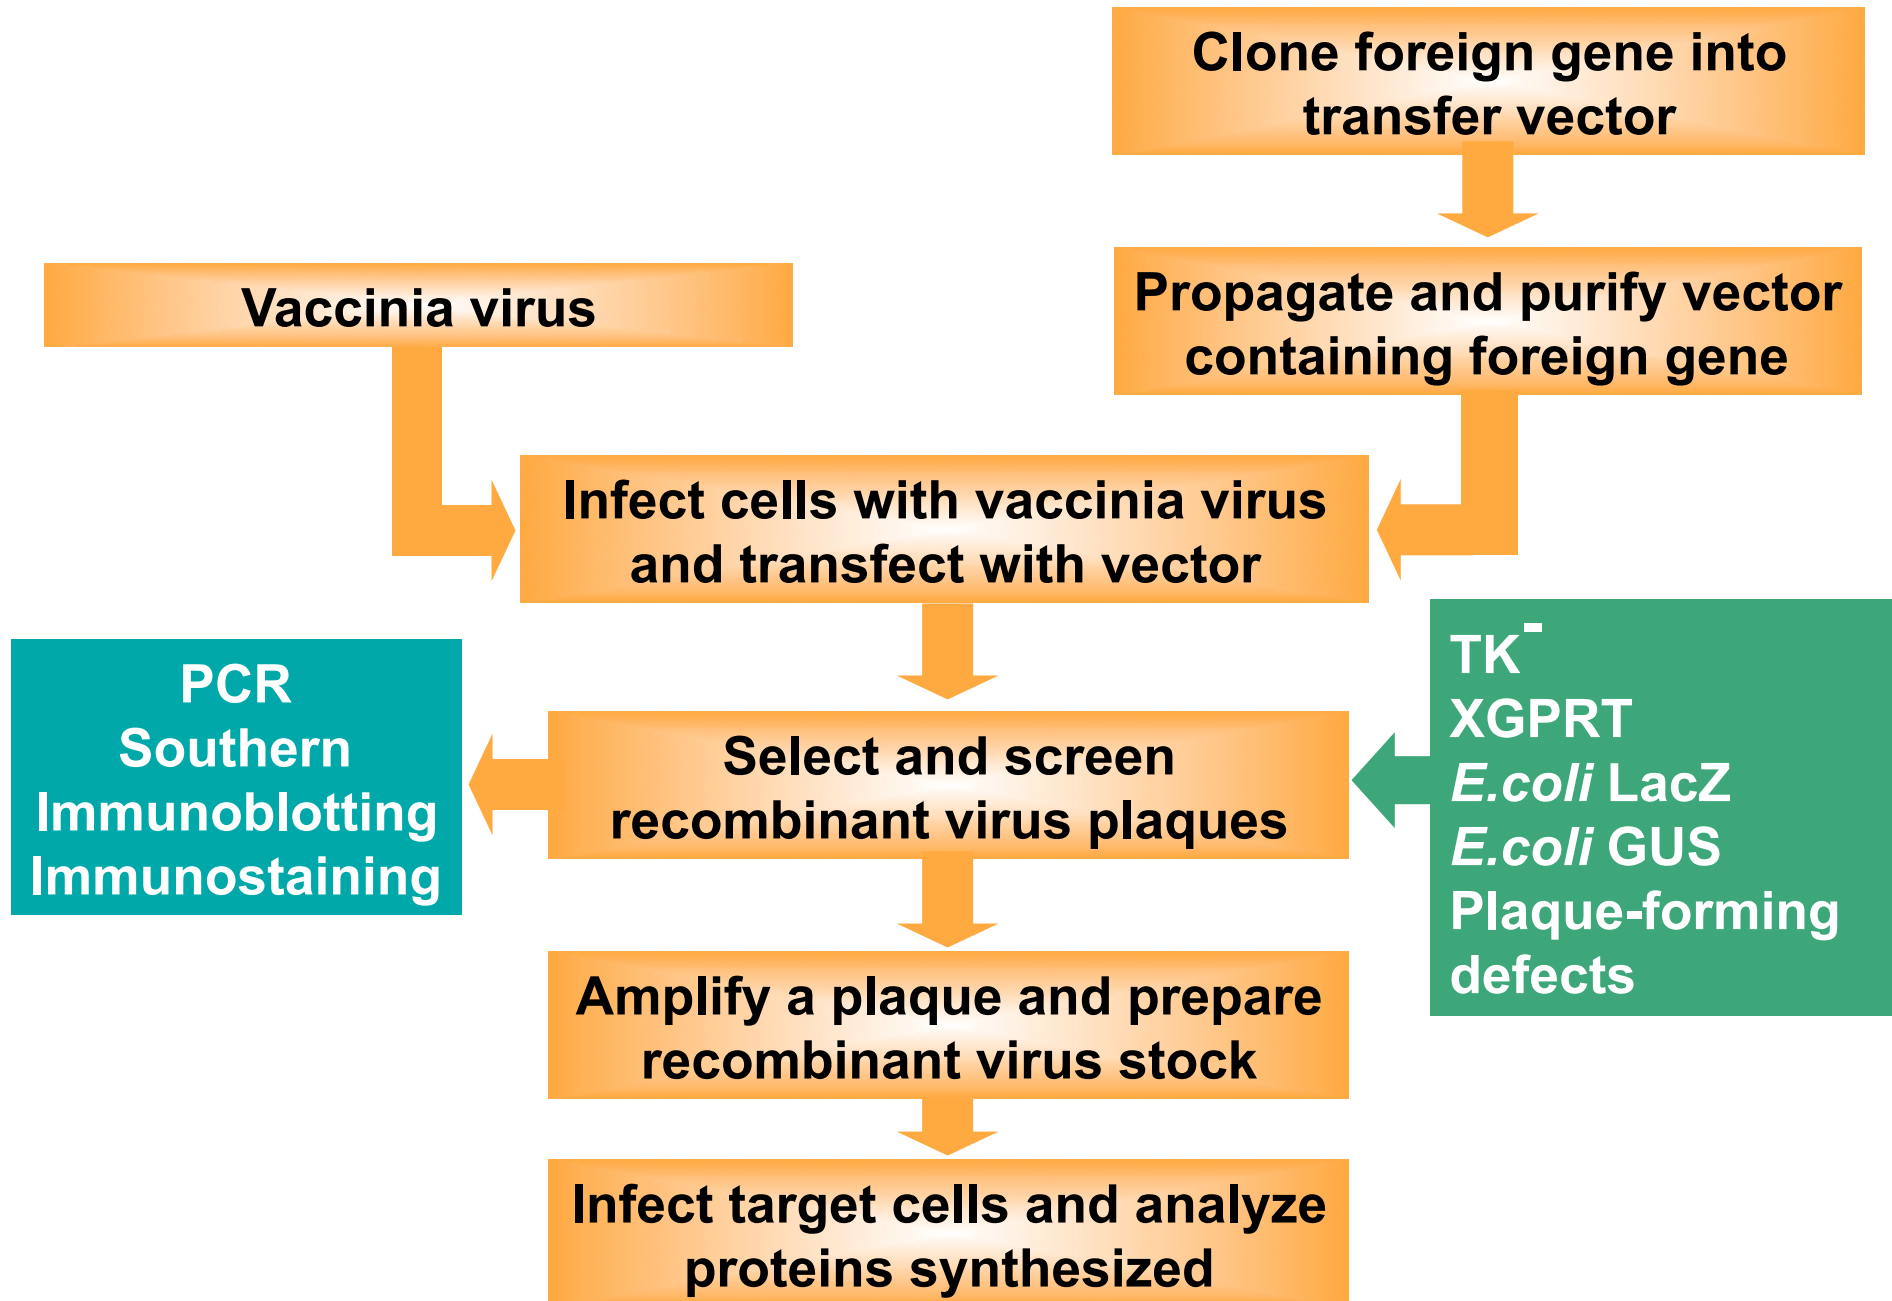 Clone foreign gene into
transfer vector
Vaccinia virus
Propagate and purify vector
containing foreign gene
Infect cells with vaccinia virus
and transfect with vector
PCR
Southern
Immunoblotting
Immunostaining
Select and screen
recombinant virus plaques
TK⁻
XGPRT
E.coli LacZ
E.coli GUS
Plaque-forming
defects
Amplify a plaque and prepare
recombinant virus stock
Infect target cells and analyze
proteins synthesized